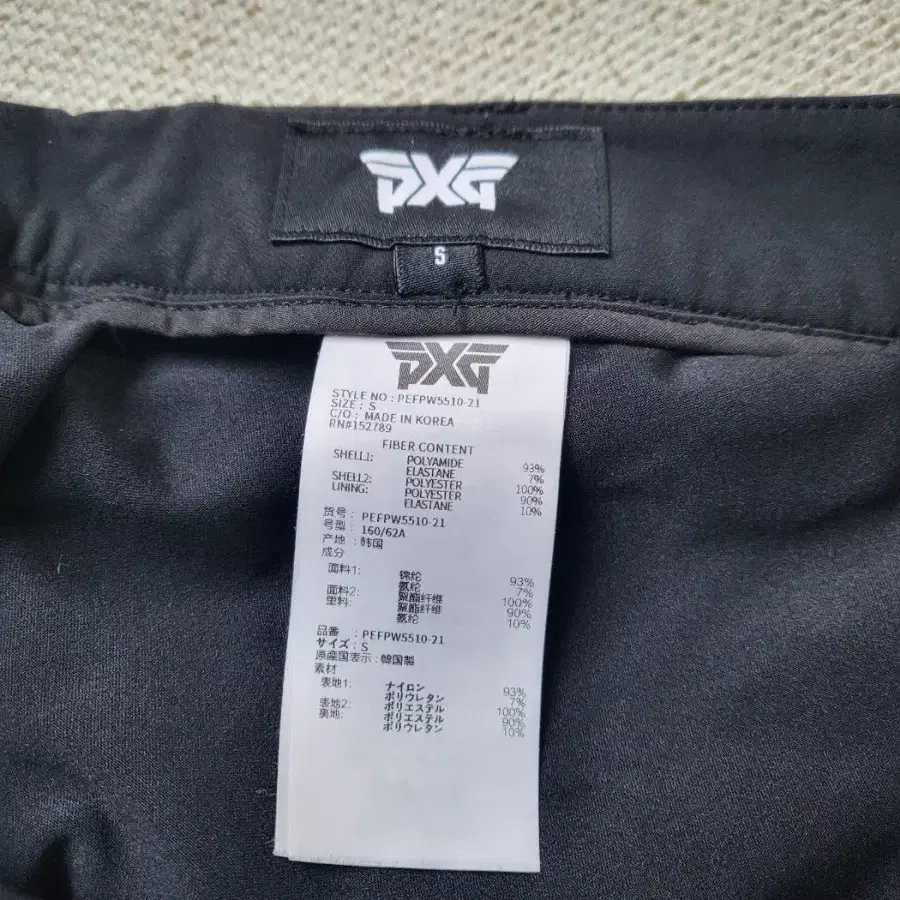 PXG
S
PXG
STYLE NO : PEFPW5510-21
SIZE : S
C/O : MADE IN KOREA
RN#152789
FIBER CONTENT
SHELL1: POLYAMIDE 93%
ELASTANE 7%
SHELL2: POLYESTER 100%
LINING: POLYESTER 90%
ELASTANE 10%
货号 : PEFPW5510-21
号型 : 160/62A
产地 : 韩国
成分
面料1: 锦纶 93%
氨纶 7%
面料2: 聚酯纤维 100%
里料: 聚酯纤维 90%
氨纶 10%
品番 : PEFPW5510-21
サイズ : S
原産国表示 : 韓国製
素材
表地1: ナイロン 93%
ポリウレタン 7%
表地2: ポリエステル 100%
裏地: ポリエステル 90%
ポリウレタン 10%